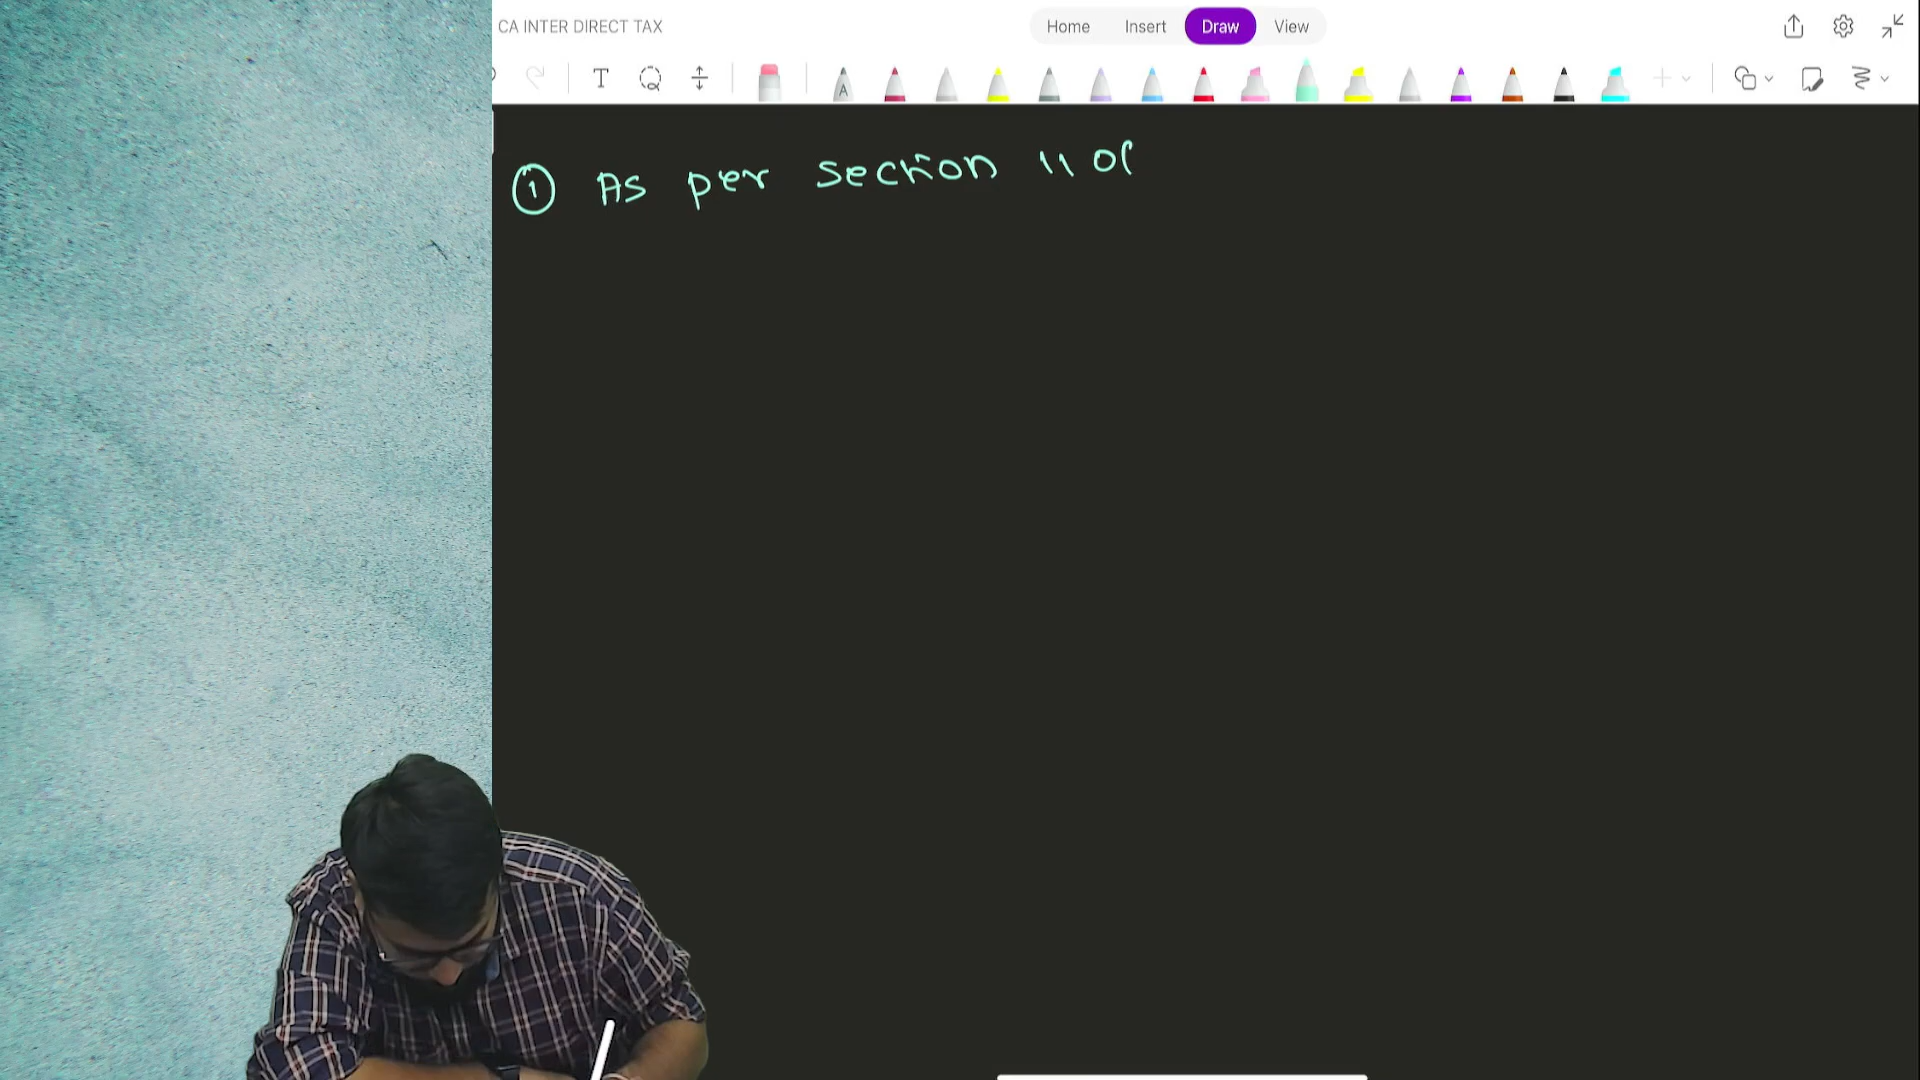 CA INTER DIRECT TAX
Home Insert Draw View
T
A
① As per section 11 of